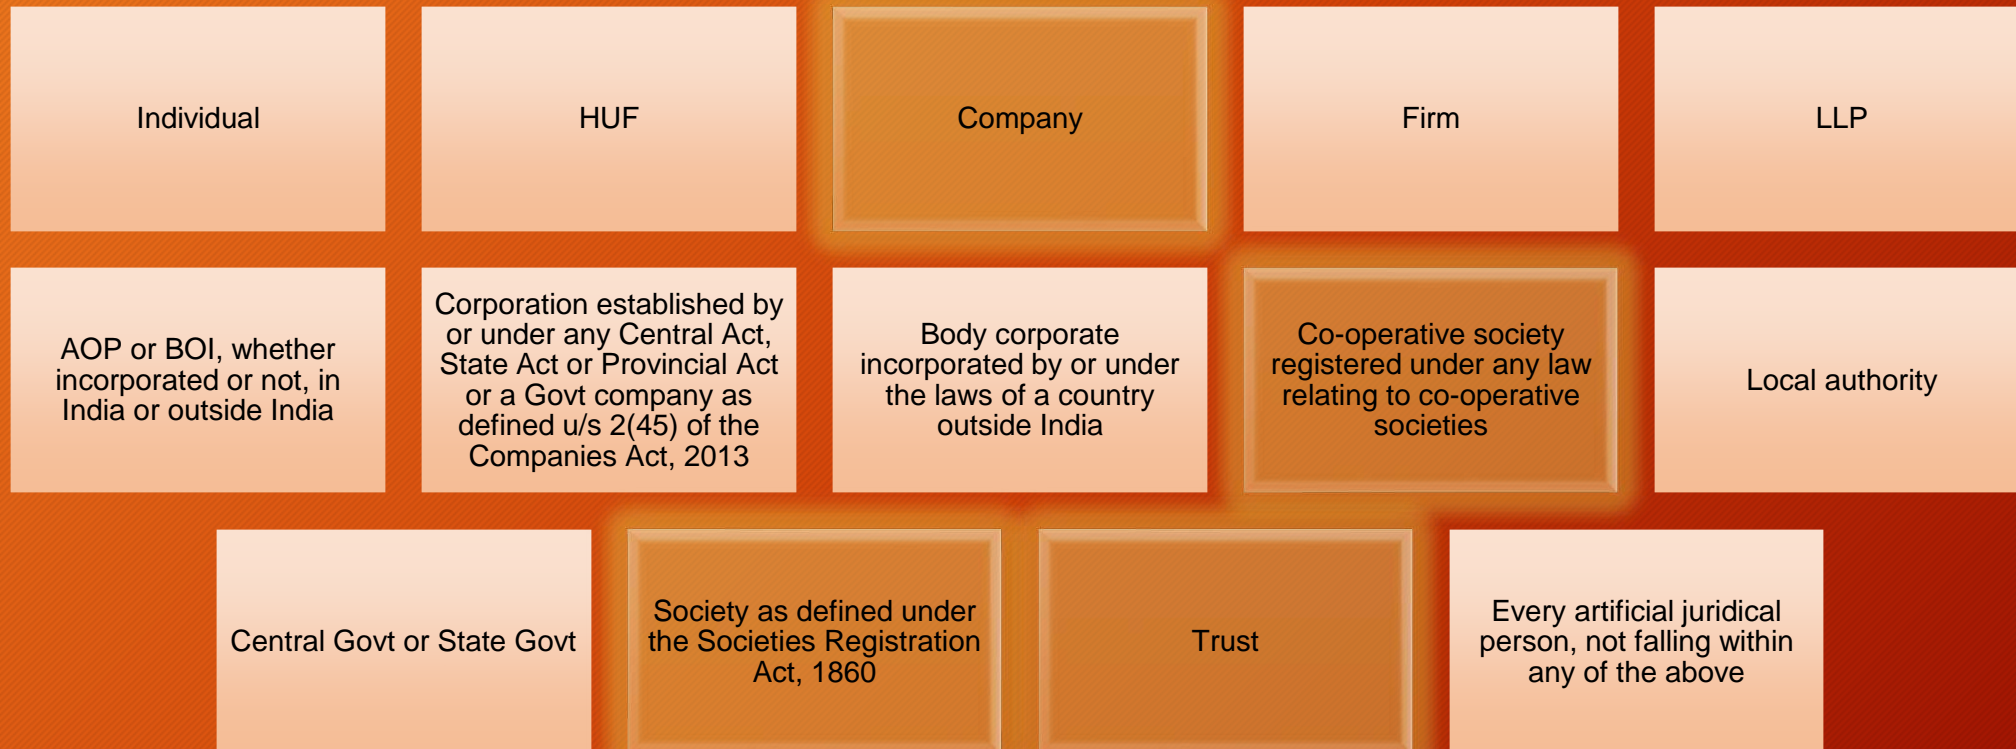 Individual
HUF
Company
Firm
LLP
AOP or BOI, whether
incorporated or not, in
India or outside India
Corporation established by
or under any Central Act,
State Act or Provincial Act
or a Govt company as
defined u/s 2(45) of the
Companies Act, 2013
Body corporate
incorporated by or under
the laws of a country
outside India
Co-operative society
registered under any law
relating to co-operative
societies
Local authority
Central Govt or State Govt
Society as defined under
the Societies Registration
Act, 1860
Trust
Every artificial juridical
person, not falling within
any of the above